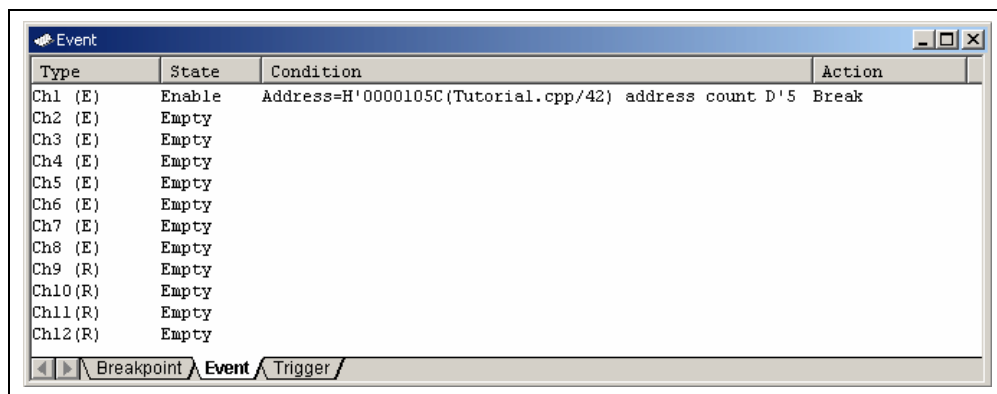 Event
Type State Condition Action
Ch1 (E) Enable Address=H'0000105C(Tutorial.cpp/42) address count D'5 Break
Ch2 (E) Empty
Ch3 (E) Empty
Ch4 (E) Empty
Ch5 (E) Empty
Ch6 (E) Empty
Ch7 (E) Empty
Ch8 (E) Empty
Ch9 (R) Empty
Ch10(R) Empty
Ch11(R) Empty
Ch12(R) Empty
Breakpoint Event Trigger